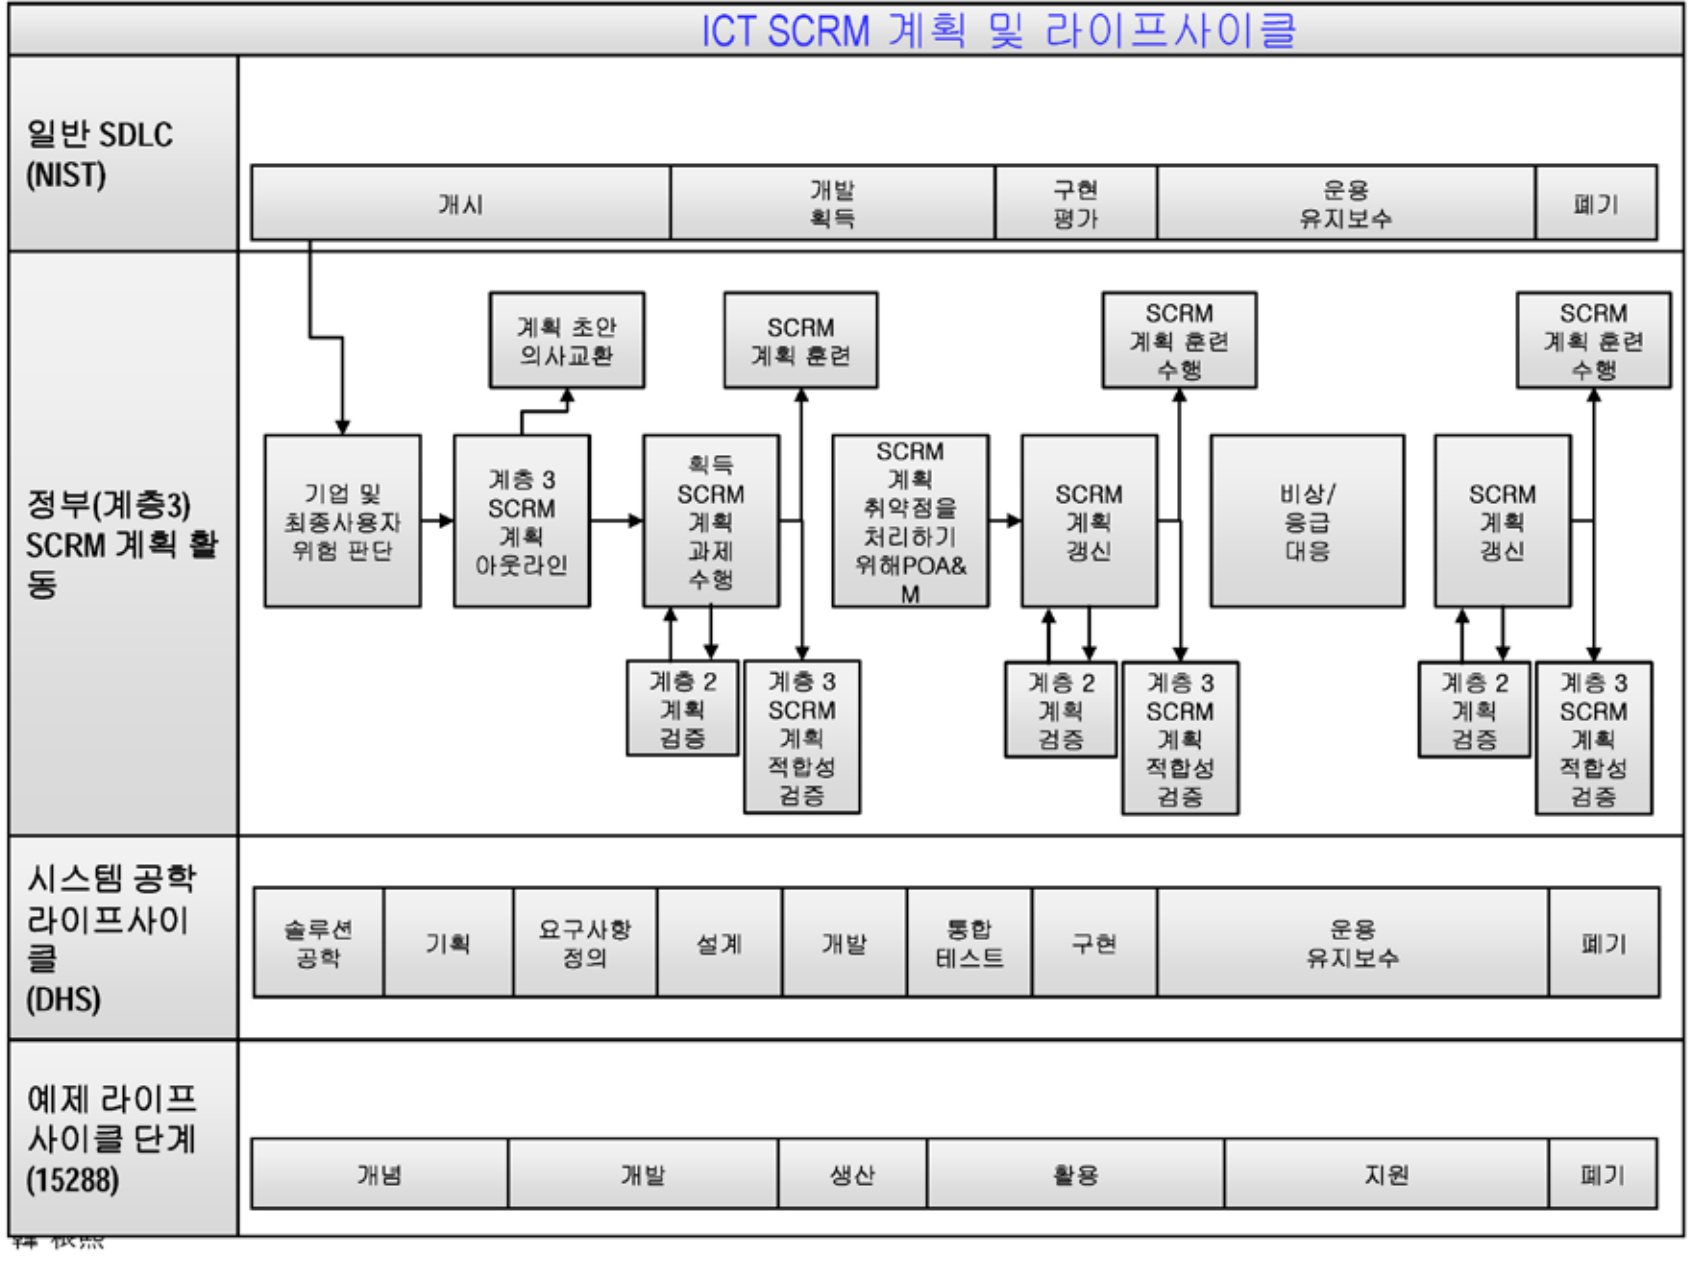 ICT SCRM 계획 및 라이프사이클
일반 SDLC
(NIST)
개시
개발
획득
구현
평가
운용
유지보수
폐기
정부(계층3)
SCRM 계획 활
동
계획 초안
의사교환
SCRM
계획 훈련
SCRM
계획 훈련
수행
SCRM
계획 훈련
수행
기업 및
최종사용자
위험 판단
계층 3
SCRM
계획
아웃라인
획득
SCRM
계획
과제
수행
SCRM
계획
취약점을
처리하기
위해POA&
M
SCRM
계획
갱신
비상/
응급
대응
SCRM
계획
갱신
계층 2
계획
검증
계층 3
SCRM
계획
적합성
검증
계층 2
계획
검증
계층 3
SCRM
계획
적합성
검증
계층 2
계획
검증
계층 3
SCRM
계획
적합성
검증
시스템 공학
라이프사이
클
(DHS)
솔루션
공학
기획
요구사항
정의
설계
개발
통합
테스트
구현
운용
유지보수
폐기
예제 라이프
사이클 단계
(15288)
개념
개발
생산
활용
지원
폐기